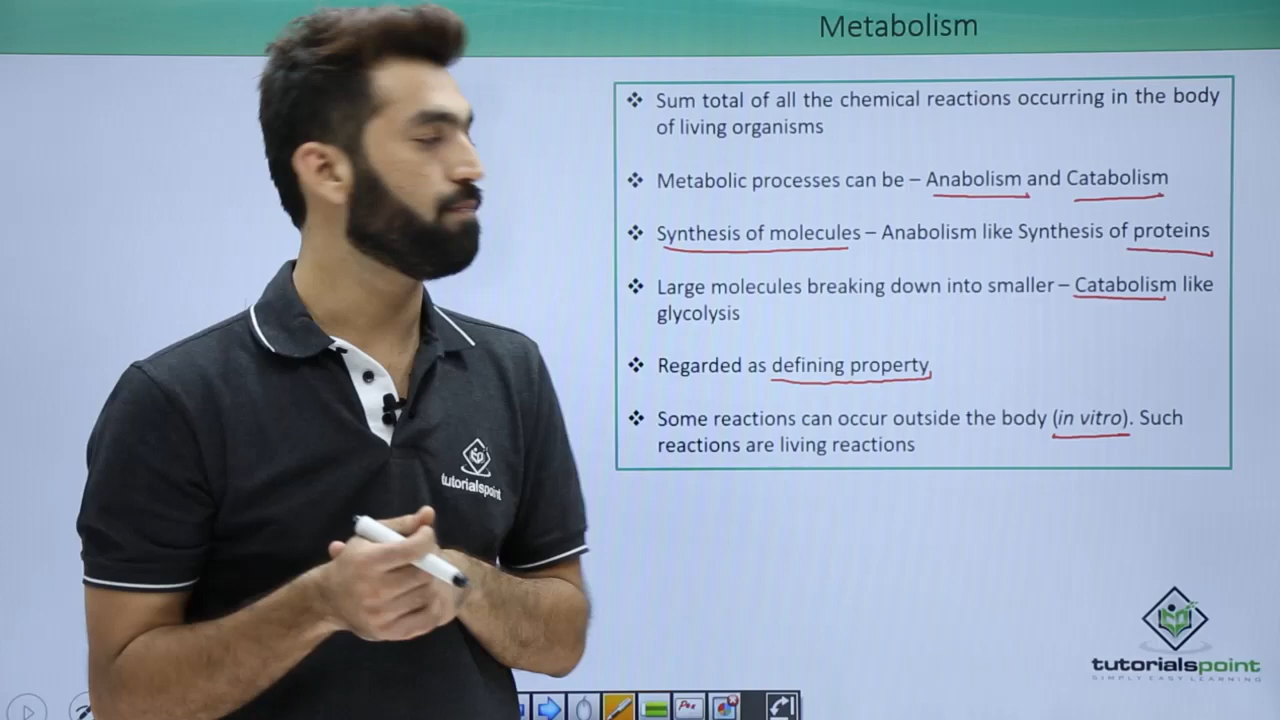 Metabolism
❖ Sum total of all the chemical reactions occurring in the body
of living organisms
❖ Metabolic processes can be – Anabolism and Catabolism
❖ Synthesis of molecules – Anabolism like Synthesis of proteins
❖ Large molecules breaking down into smaller – Catabolism like
glycolysis
❖ Regarded as defining property
❖ Some reactions can occur outside the body (in vitro). Such
reactions are living reactions
tutorialspoint
tutorialspoint
SIMPLY EASY LEARNING
Pen